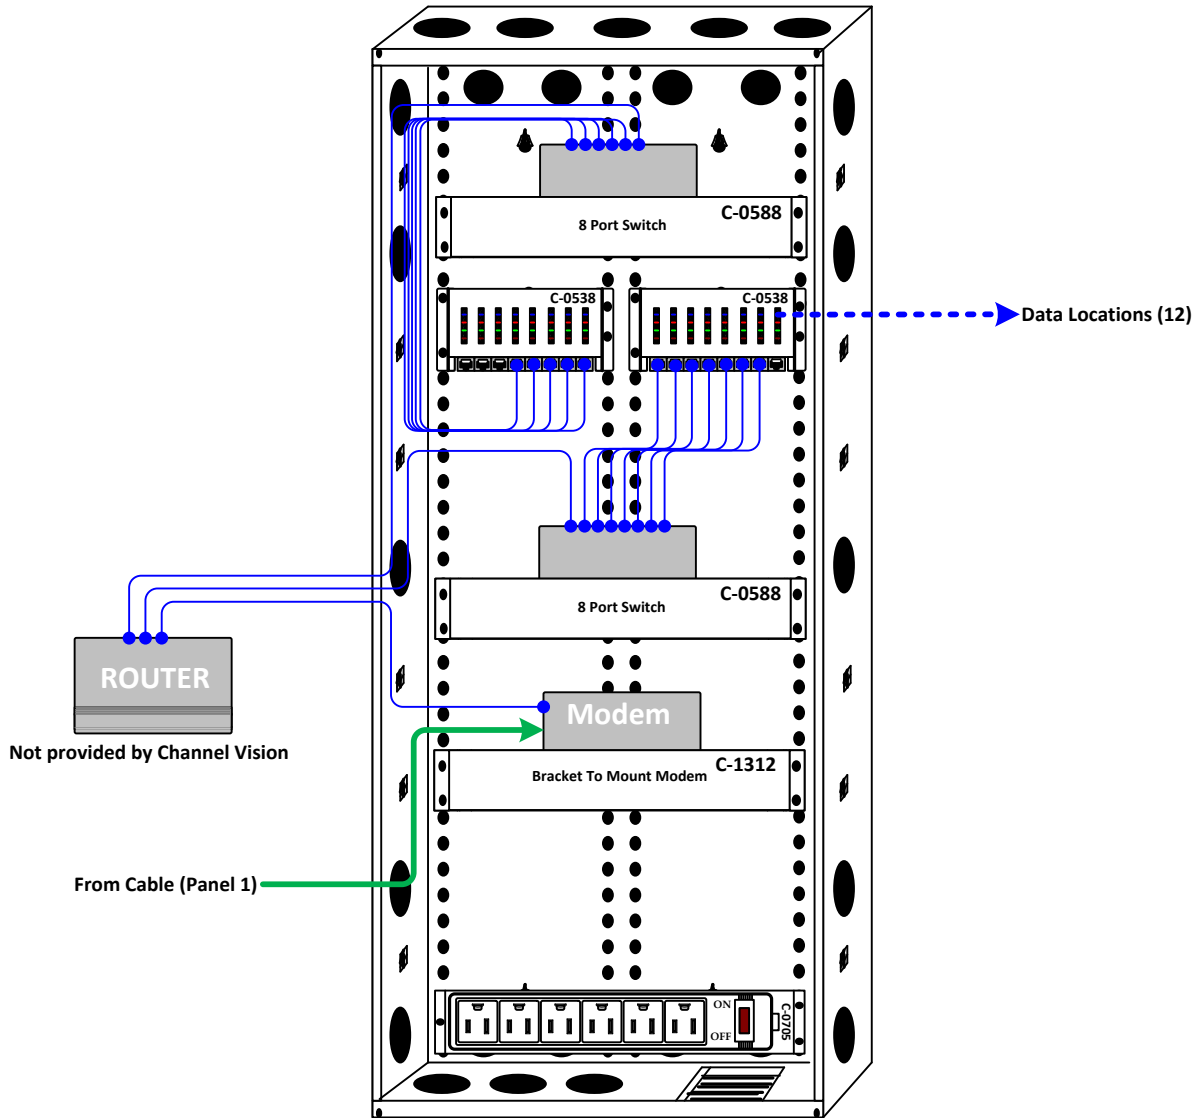 C-0588
8 Port Switch
C-0538
C-0538
Data Locations (12)
C-0588
8 Port Switch
ROUTER
Not provided by Channel Vision
Modem
C-1312
Bracket To Mount Modem
From Cable (Panel 1)
ON
OFF
C-0705